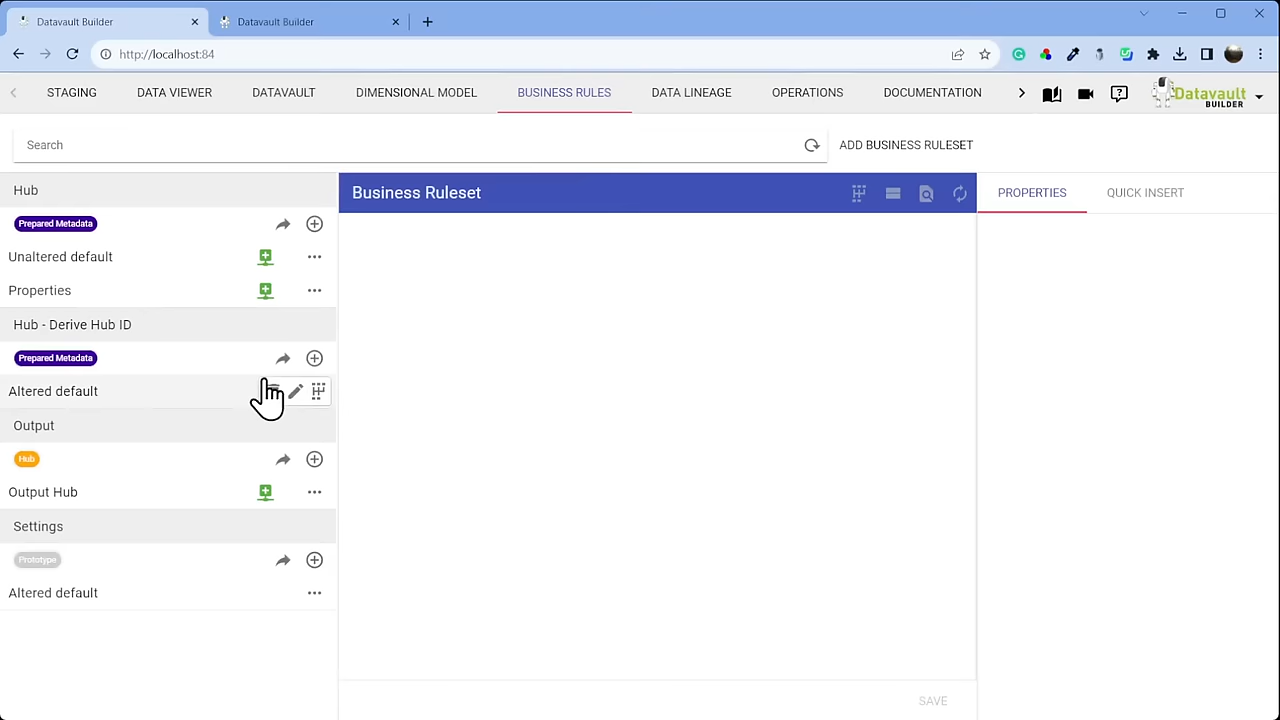 Datavault Builder
Datavault Builder
http://localhost:84
STAGING
DATA VIEWER
DATAVAULT
DIMENSIONAL MODEL
BUSINESS RULES
DATA LINEAGE
OPERATIONS
DOCUMENTATION
Datavault
BUILDER
Search
ADD BUSINESS RULESET
Hub
Prepared Metadata
Unaltered default
Properties
Hub - Derive Hub ID
Prepared Metadata
Altered default
Output
Hub
Output Hub
Settings
Prototype
Altered default
Business Ruleset
SAVE
PROPERTIES
QUICK INSERT